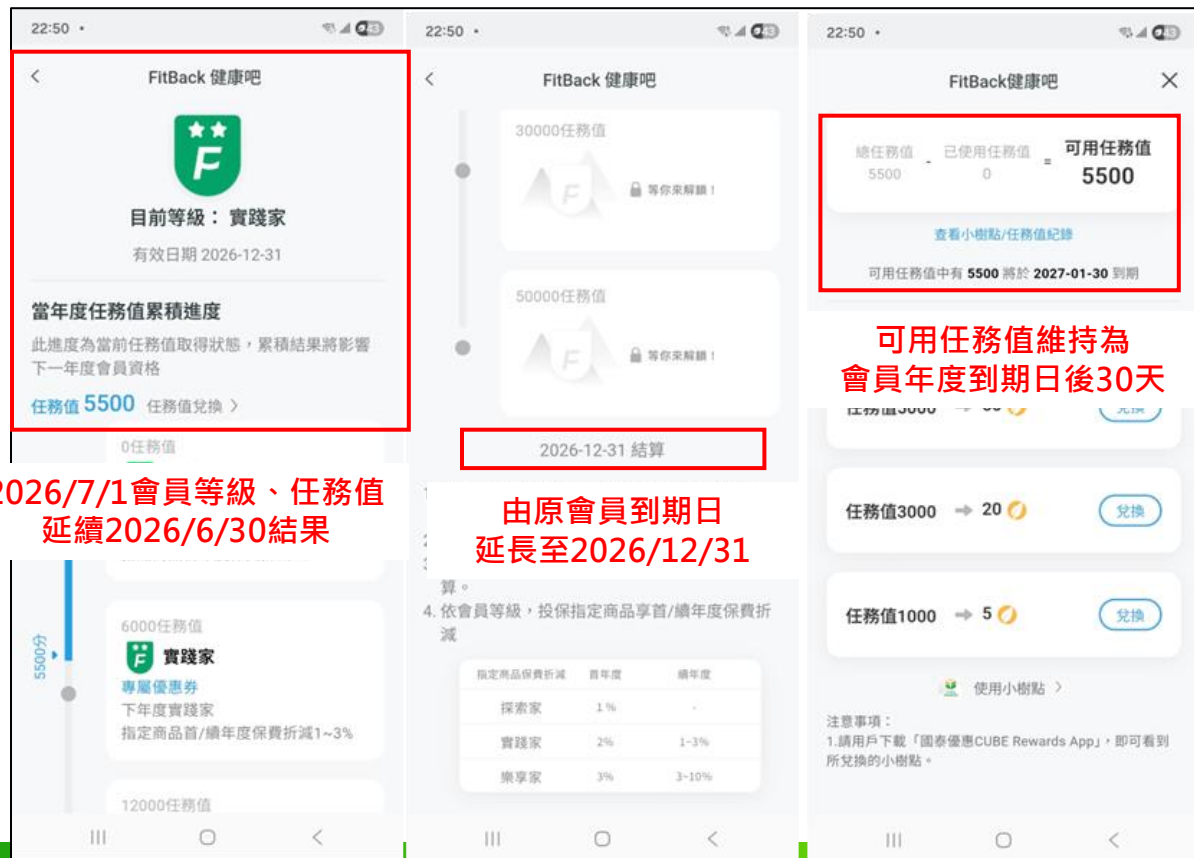 22:50
FitBack 健康吧
目前等級： 實踐家
有效日期 2026-12-31
當年度任務值累積進度
此進度為當前任務值取得狀態，累積結果將影響
下一年度會員資格
任務值 5500 任務值兌換
0任務值
2026/7/1會員等級、任務值
延續2026/6/30結果
5500分
6000任務值
實踐家
專屬優惠券
下年度實踐家
指定商品首/續年度保費折減1~3%
12000任務值
22:50
FitBack 健康吧
30000任務值
等你來解鎖！
50000任務值
等你來解鎖！
2026-12-31 結算
由原會員到期日
延長至2026/12/31
算。
4. 依會員等級，投保指定商品享首/續年度保費折
減
指定商品保費折減 首年度 續年度
探索家 1% -
實踐家 2% 1~3%
樂享家 3% 3~10%
22:50
FitBack健康吧
總任務值 - 已使用任務值 = 可用任務值
5500 0 5500
查看小樹點/任務值紀錄
可用任務值中有 5500 將於 2027-01-30 到期
可用任務值維持為
會員年度到期日後30天
任務值3000 → 20 兌換
任務值1000 → 5 兌換
使用小樹點
注意事項：
1.請用戶下載「國泰優惠CUBE Rewards App」，即可看到
所兌換的小樹點。